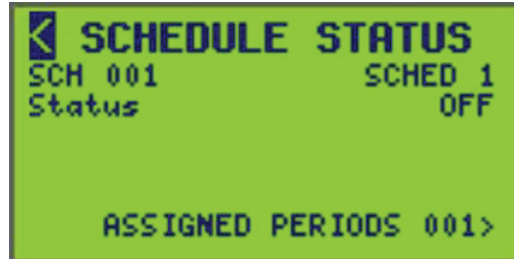 < SCHEDULE STATUS
SCH 001 SCHED 1
Status OFF
ASSIGNED PERIODS 001>